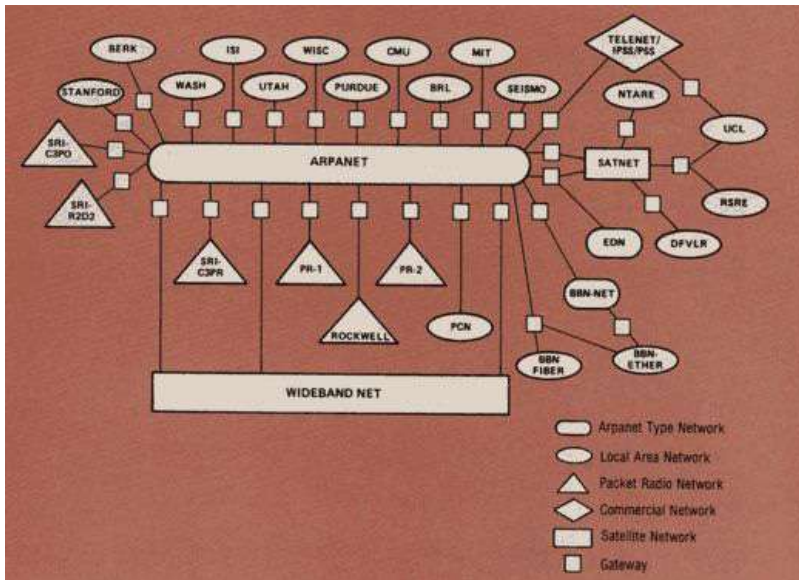 BERK
ISI
WISC
CMU
MIT
TELENET/
IPSS/PSS
STANFORD
WASH
UTAH
PURDUE
BRL
SEISMO
NTARE
UCL
SRI-
C3PO
ARPANET
SATNET
SRI-
R2D2
RSRE
SRI-
C3PR
PR-1
PR-2
EDN
DFVLR
BBN-NET
ROCKWELL
PCN
BBN
FIBER
BBN-
ETHER
WIDEBAND NET
Arpanet Type Network
Local Area Network
Packet Radio Network
Commercial Network
Satellite Network
Gateway